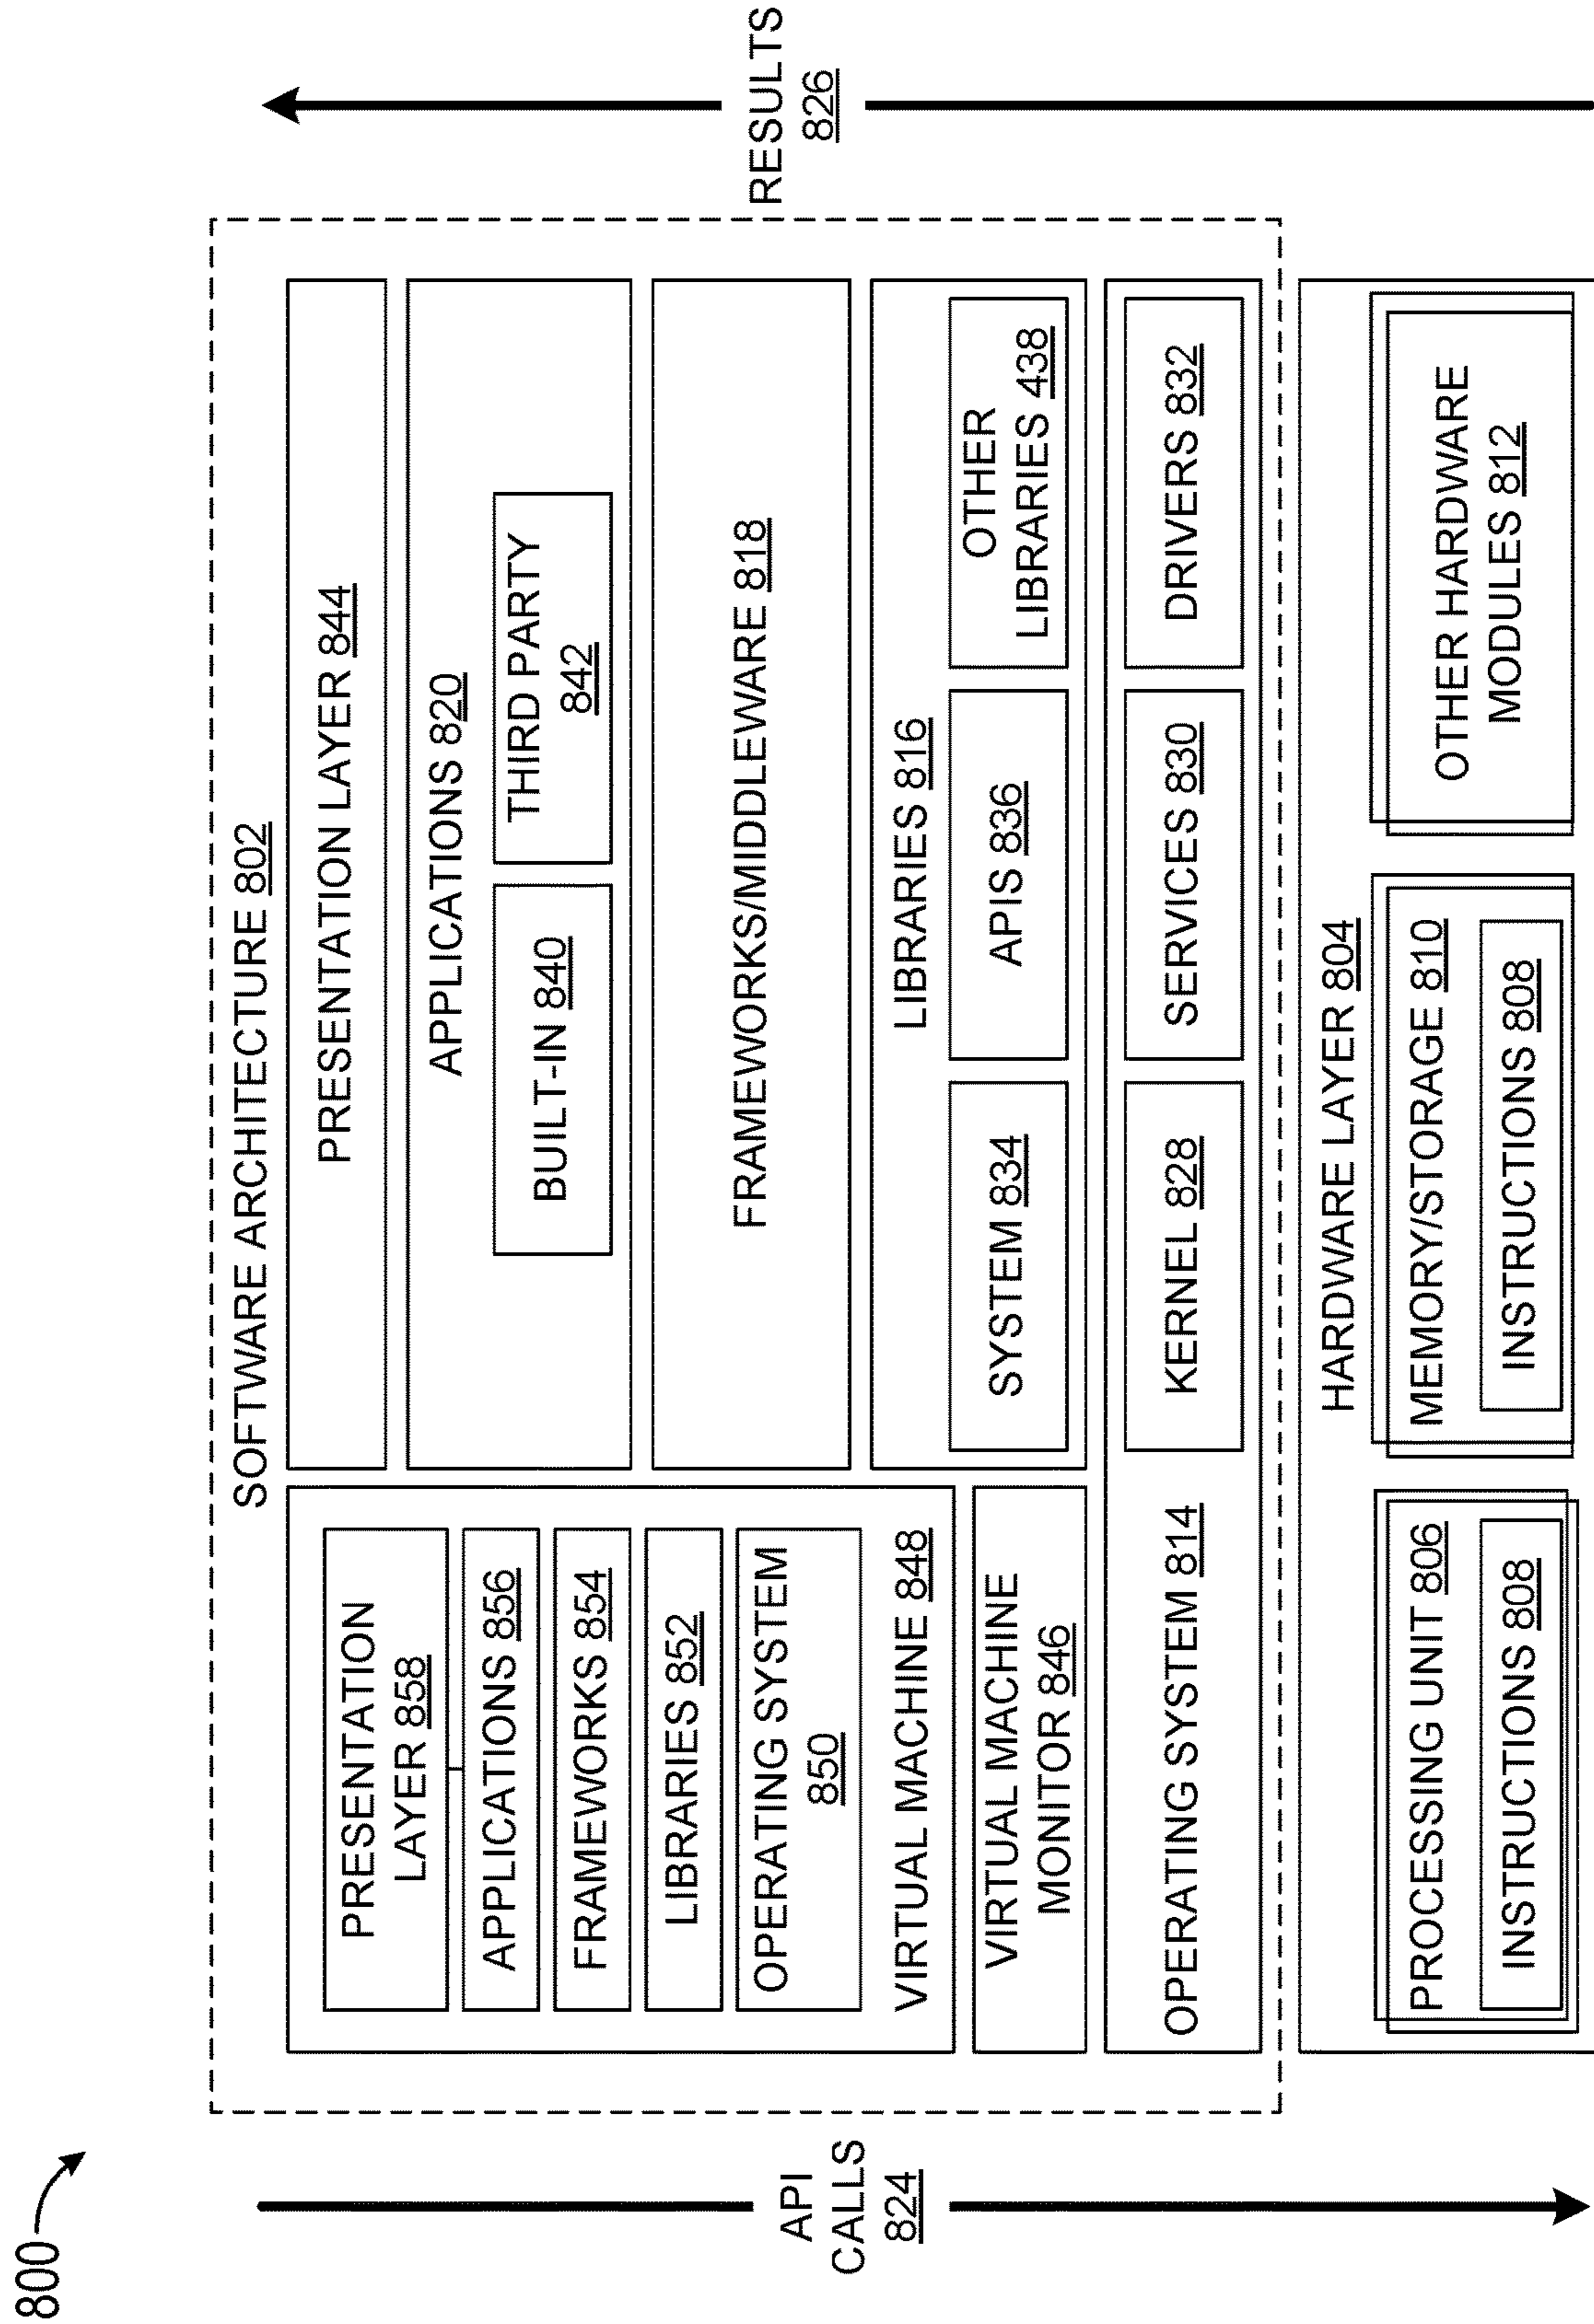 800
SOFTWARE ARCHITECTURE 802
PRESENTATION
LAYER 858
APPLICATIONS 856
FRAMEWORKS 854
LIBRARIES 852
OPERATING SYSTEM
850
VIRTUAL MACHINE 848
VIRTUAL MACHINE
MONITOR 846
PRESENTATION LAYER 844
APPLICATIONS 820
BUILT-IN 840
THIRD PARTY
842
FRAMEWORKS/MIDDLEWARE 818
LIBRARIES 816
SYSTEM 834
APIS 836
OTHER
LIBRARIES 438
OPERATING SYSTEM 814
KERNEL 828
SERVICES 830
DRIVERS 832
HARDWARE LAYER 804
PROCESSING UNIT 806
INSTRUCTIONS 808
MEMORY/STORAGE 810
INSTRUCTIONS 808
OTHER HARDWARE
MODULES 812
API
CALLS
824
RESULTS
826